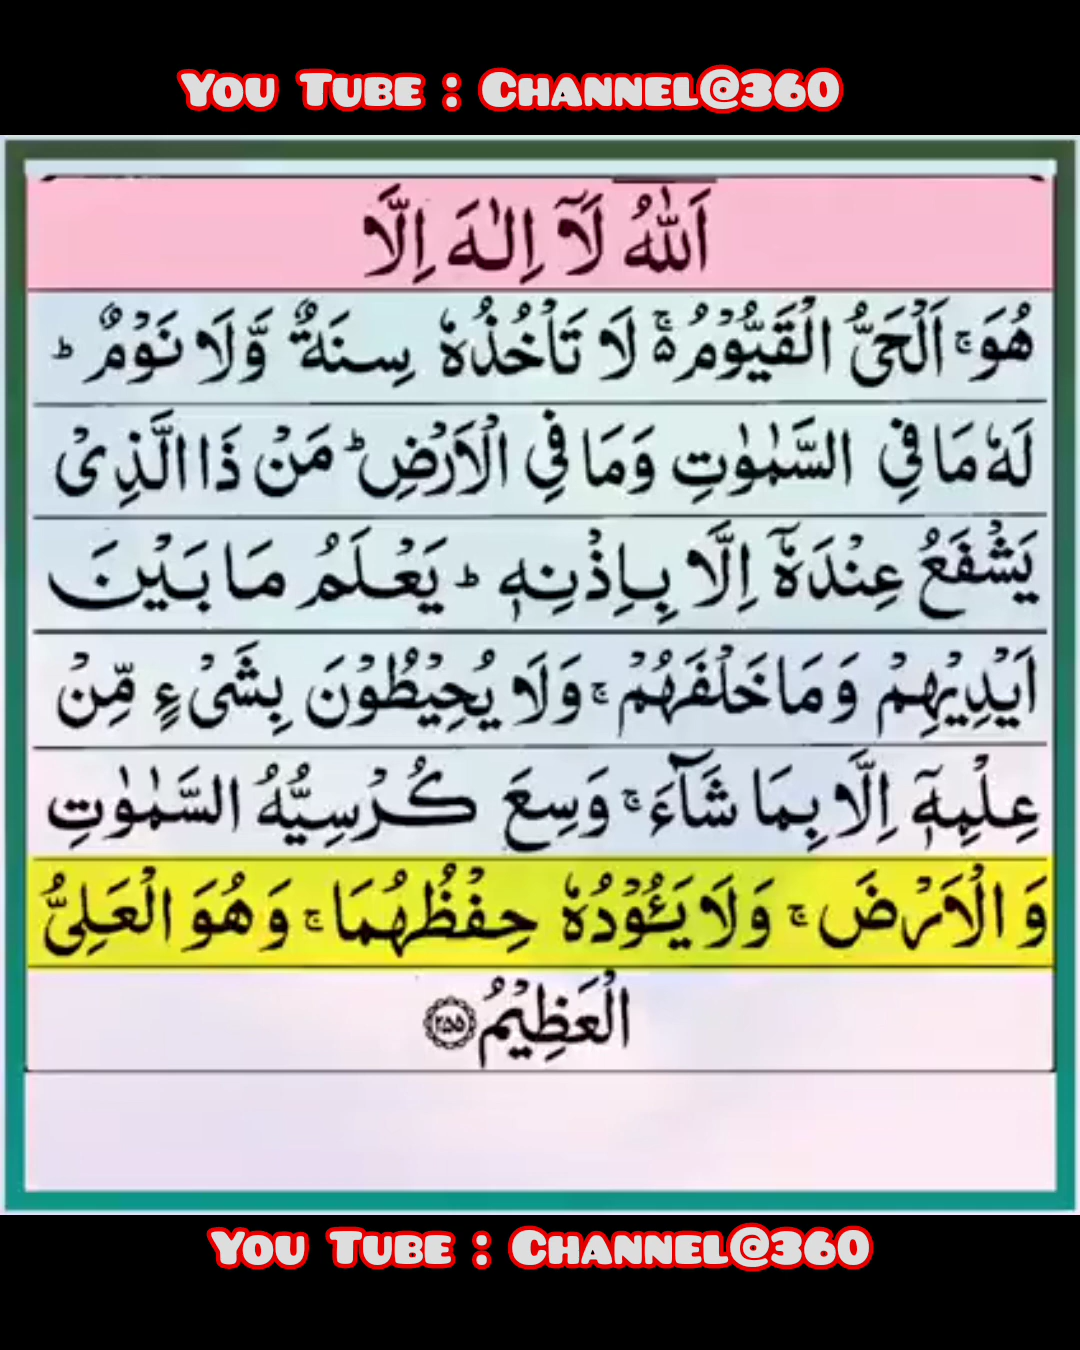 You Tube : Channel@360
اَللّٰهُ لَآ اِلٰهَ اِلَّا
هُوَ ۚ اَلْحَیُّ الْقَیُّوْمُ ۬ۚ لَا تَاْخُذُهٗ سِنَةٌ وَّلَا نَوْمٌ ؕ
لَهٗ مَا فِی السَّمٰوٰتِ وَمَا فِی الْاَرْضِ ؕ مَنْ ذَا الَّذِیْ
یَشْفَعُ عِنْدَهٗۤ اِلَّا بِاِذْنِهٖ ؕ یَعْلَمُ مَا بَیْنَ
اَیْدِیْهِمْ وَمَا خَلْفَهُمْ ۚ وَلَا یُحِیْطُوْنَ بِشَیْءٍ مِّنْ
عِلْمِهٖۤ اِلَّا بِمَا شَآءَ ۚ وَسِعَ كُرْسِیُّهُ السَّمٰوٰتِ
وَ الْاَرْضَ ۚ وَلَا یَـُٔوْدُهٗ حِفْظُهُمَا ۚ وَهُوَ الْعَلِیُّ
الْعَظِیْمُ ۝۲۵۵
You Tube : Channel@360